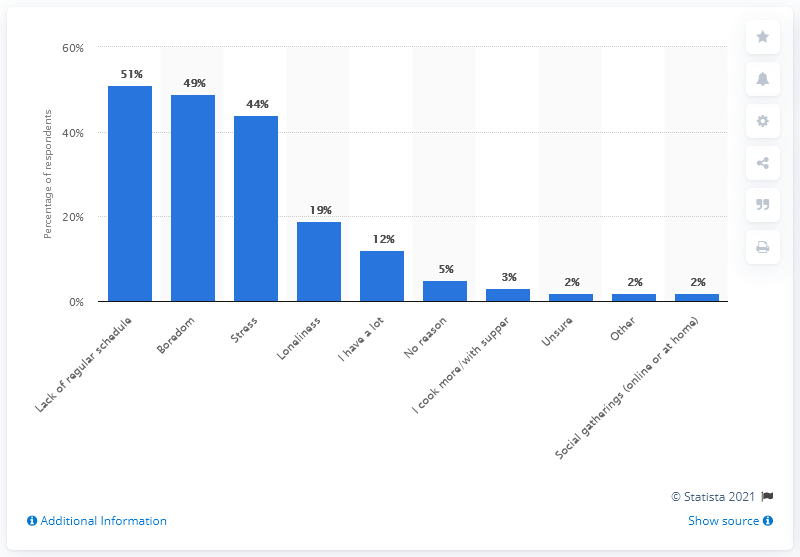 60%
40%
20%
0%
Percentage of respondents
51%
49%
44%
19%
12%
5%
3%
2%
2%
2%
Lack of regular schedule
Boredom
Stress
Loneliness
I have a lot
No reason
I cook more/with supper
Unsure
Other
Social gatherings (online or at home)
© Statista 2021
Additional Information
Show source